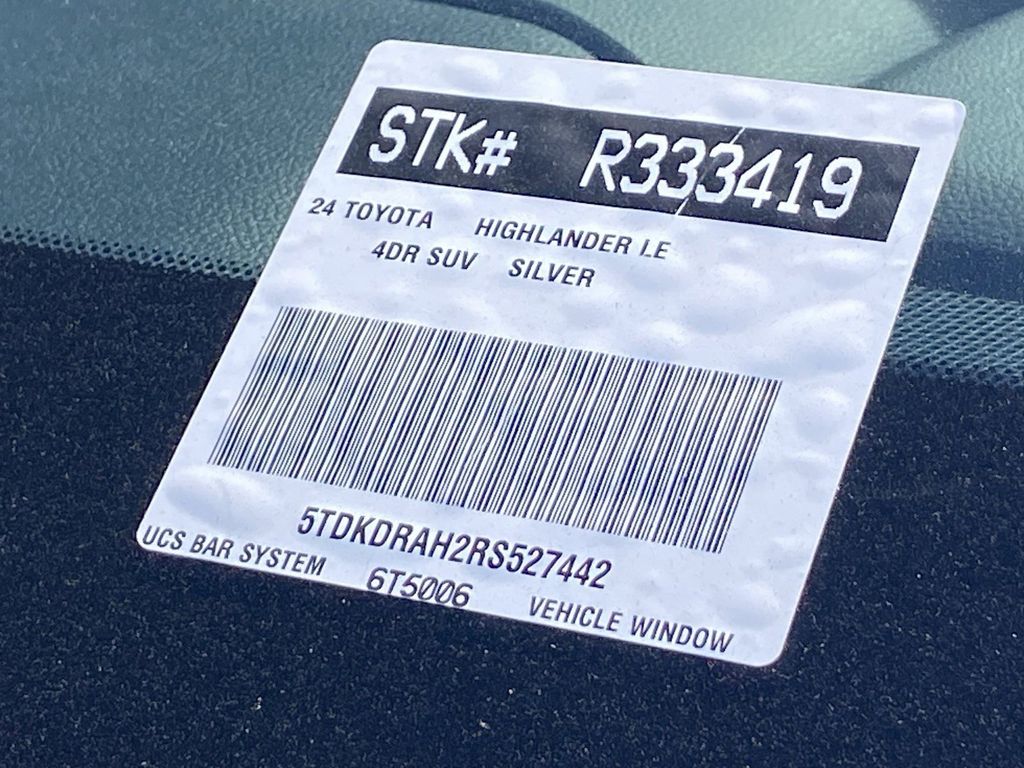 STK# R333419
24 TOYOTA HIGHLANDER LE
4DR SUV SILVER
5TDKDRAH2RS527442
UCS BAR SYSTEM 6T5006 VEHICLE WINDOW